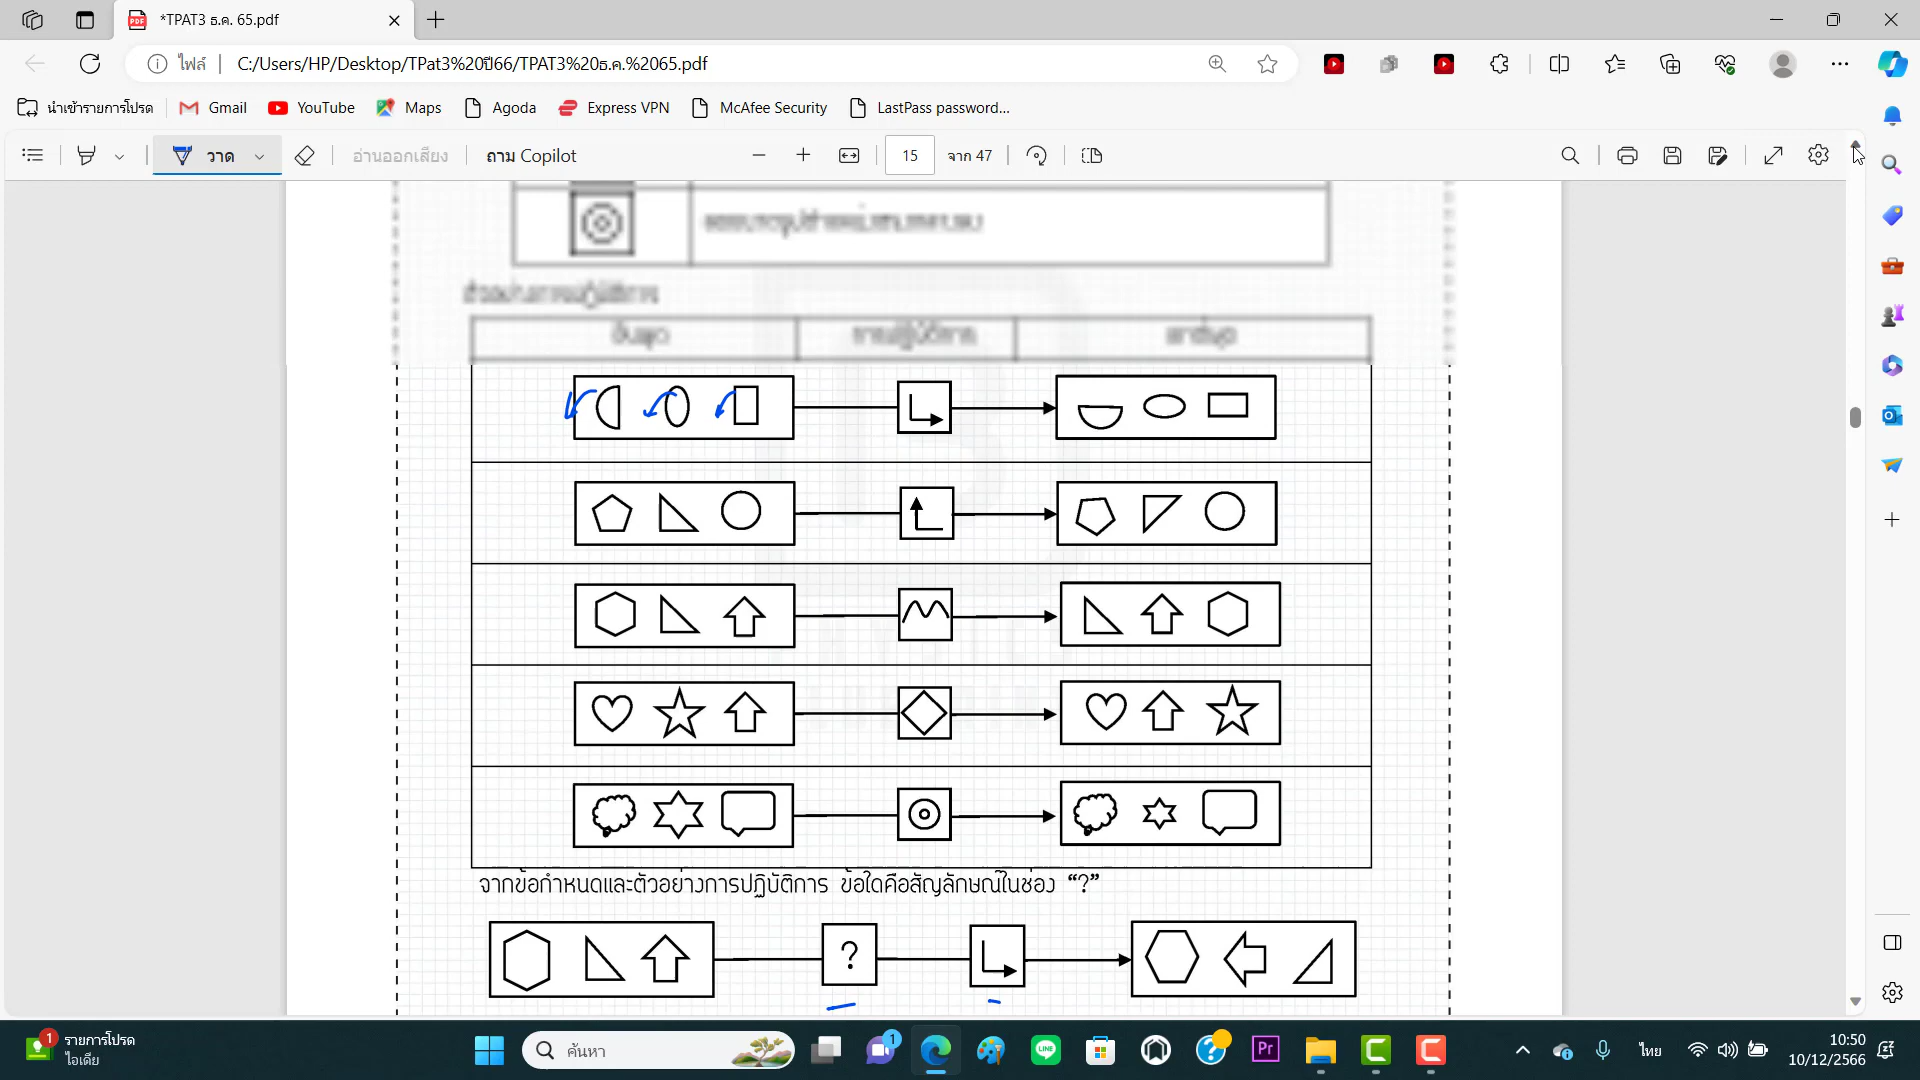 *TPAT3 ธ.ค. 65.pdf
ไฟล์
C:/Users/HP/Desktop/TPat3%20ปี66/TPAT3%20ธ.ค.%2065.pdf
นำเข้ารายการโปรด
Gmail
YouTube
Maps
Agoda
Express VPN
McAfee Security
LastPass password...
วาด
อ่านออกเสียง
ถาม Copilot
15
จาก 47
จากข้อกำหนดและตัวอย่างการปฏิบัติการ ข้อใดคือสัญลักษณ์ในช่อง “?”
?
1
รายการโปรด
ไอเดีย
ค้นหา
1
Pr
ไทย
10:50
10/12/2566